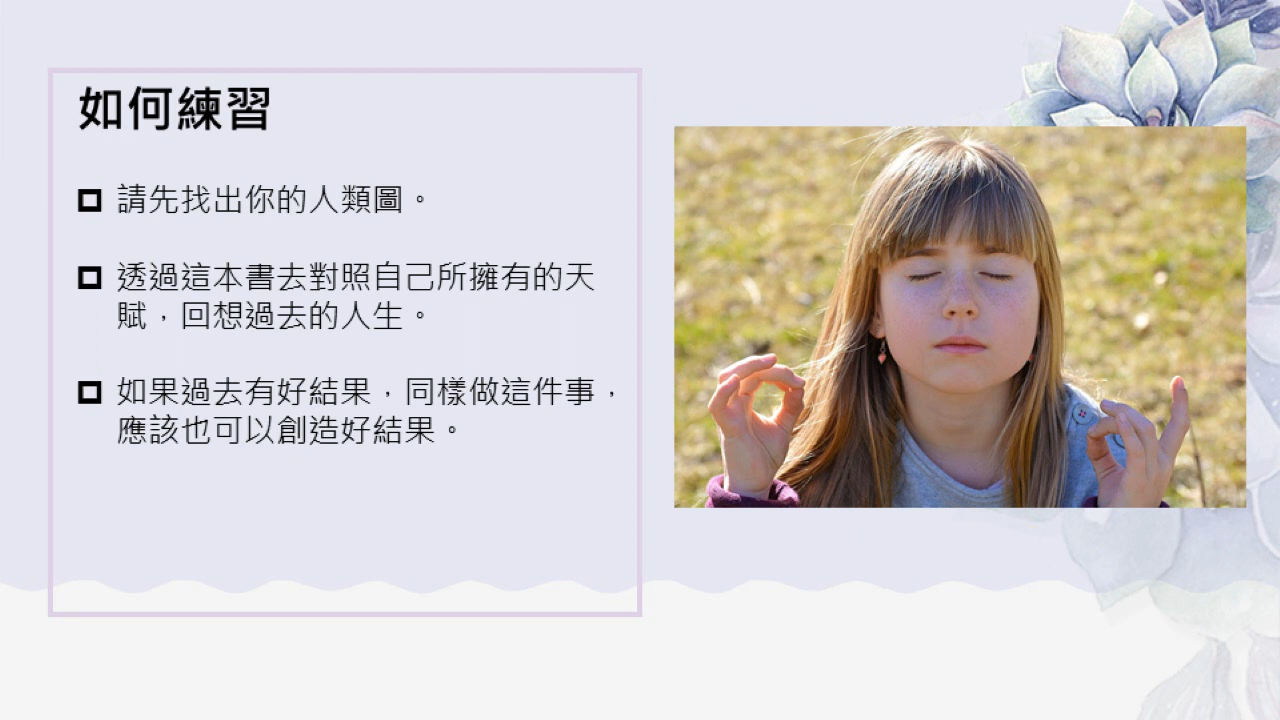 如何練習
請先找出你的人類圖。
透過這本書去對照自己所擁有的天
賦，回想過去的人生。
如果過去有好結果，同樣做這件事，
應該也可以創造好結果。